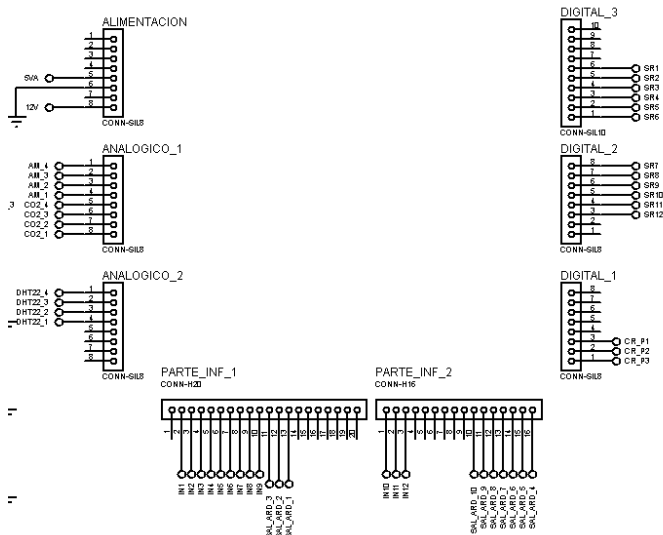 ALIMENTACION
1
2
3
4
5VA 5
6
7
12V 8
CONN-SIL8
ANALOGICO_1
AM_4 1
AM_3 2
AM_2 3
AM_1 4
CO2_4 5
CO2_3 6
CO2_2 7
CO2_1 8
CONN-SIL8
ANALOGICO_2
DHT22_4 1
DHT22_3 2
DHT22_2 3
DHT22_1 4
5
6
7
8
CONN-SIL8
DIGITAL_3
10
9
8
7
6 SR1
5 SR2
4 SR3
3 SR4
2 SR5
1 SR6
CONN-SIL10
DIGITAL_2
8 SR7
7 SR8
6 SR9
5 SR10
4 SR11
3 SR12
2
1
CONN-SIL8
DIGITAL_1
8
7
6
5
4
3 CR_P1
2 CR_P2
1 CR_P3
CONN-SIL8
PARTE_INF_1
CONN-H20
1 2 3 4 5 6 7 8 9 10 11 12 13 14 15 16 17 18 19 20
IN1 IN2 IN3 IN4 IN5 IN6 IN7 IN8 IN9 SAL_ARD_3 SAL_ARD_2 SAL_ARD_1
PARTE_INF_2
CONN-H16
1 2 3 4 5 6 7 8 9 10 11 12 13 14 15 16
IN10 IN11 IN12 SAL_ARD_10 SAL_ARD_9 SAL_ARD_8 SAL_ARD_7 SAL_ARD_6 SAL_ARD_5 SAL_ARD_4